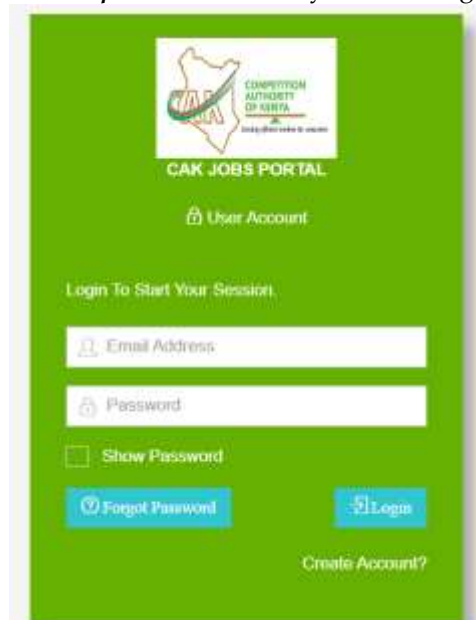 COMPETITION
AUTHORITY
OF KENYA
CAK
CAK JOBS PORTAL
User Account
Login To Start Your Session.
Email Address
Password
Show Password
Forgot Password
Login
Create Account?